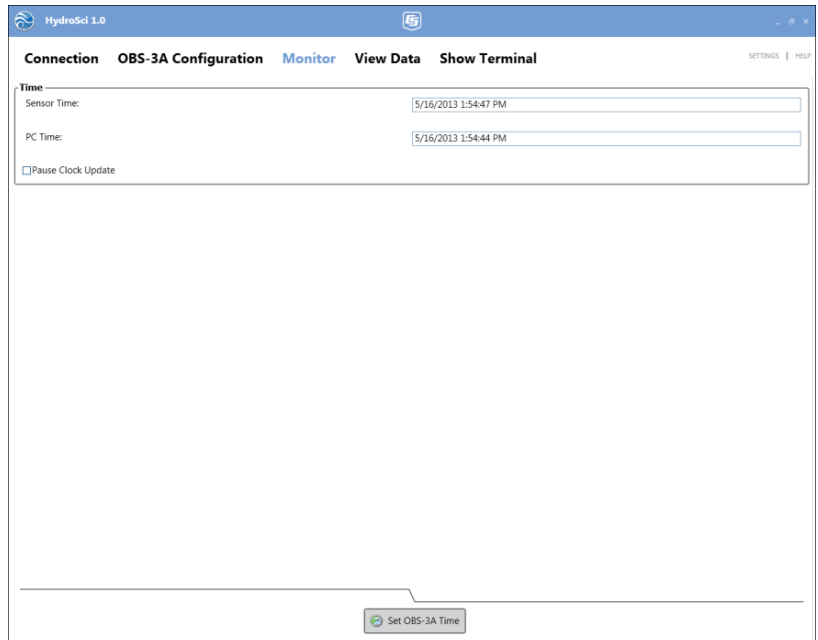 HydroSci 1.0
Connection OBS-3A Configuration Monitor View Data Show Terminal SETTINGS | HELP
Time
Sensor Time: 5/16/2013 1:54:47 PM
PC Time: 5/16/2013 1:54:44 PM
Pause Clock Update
Set OBS-3A Time